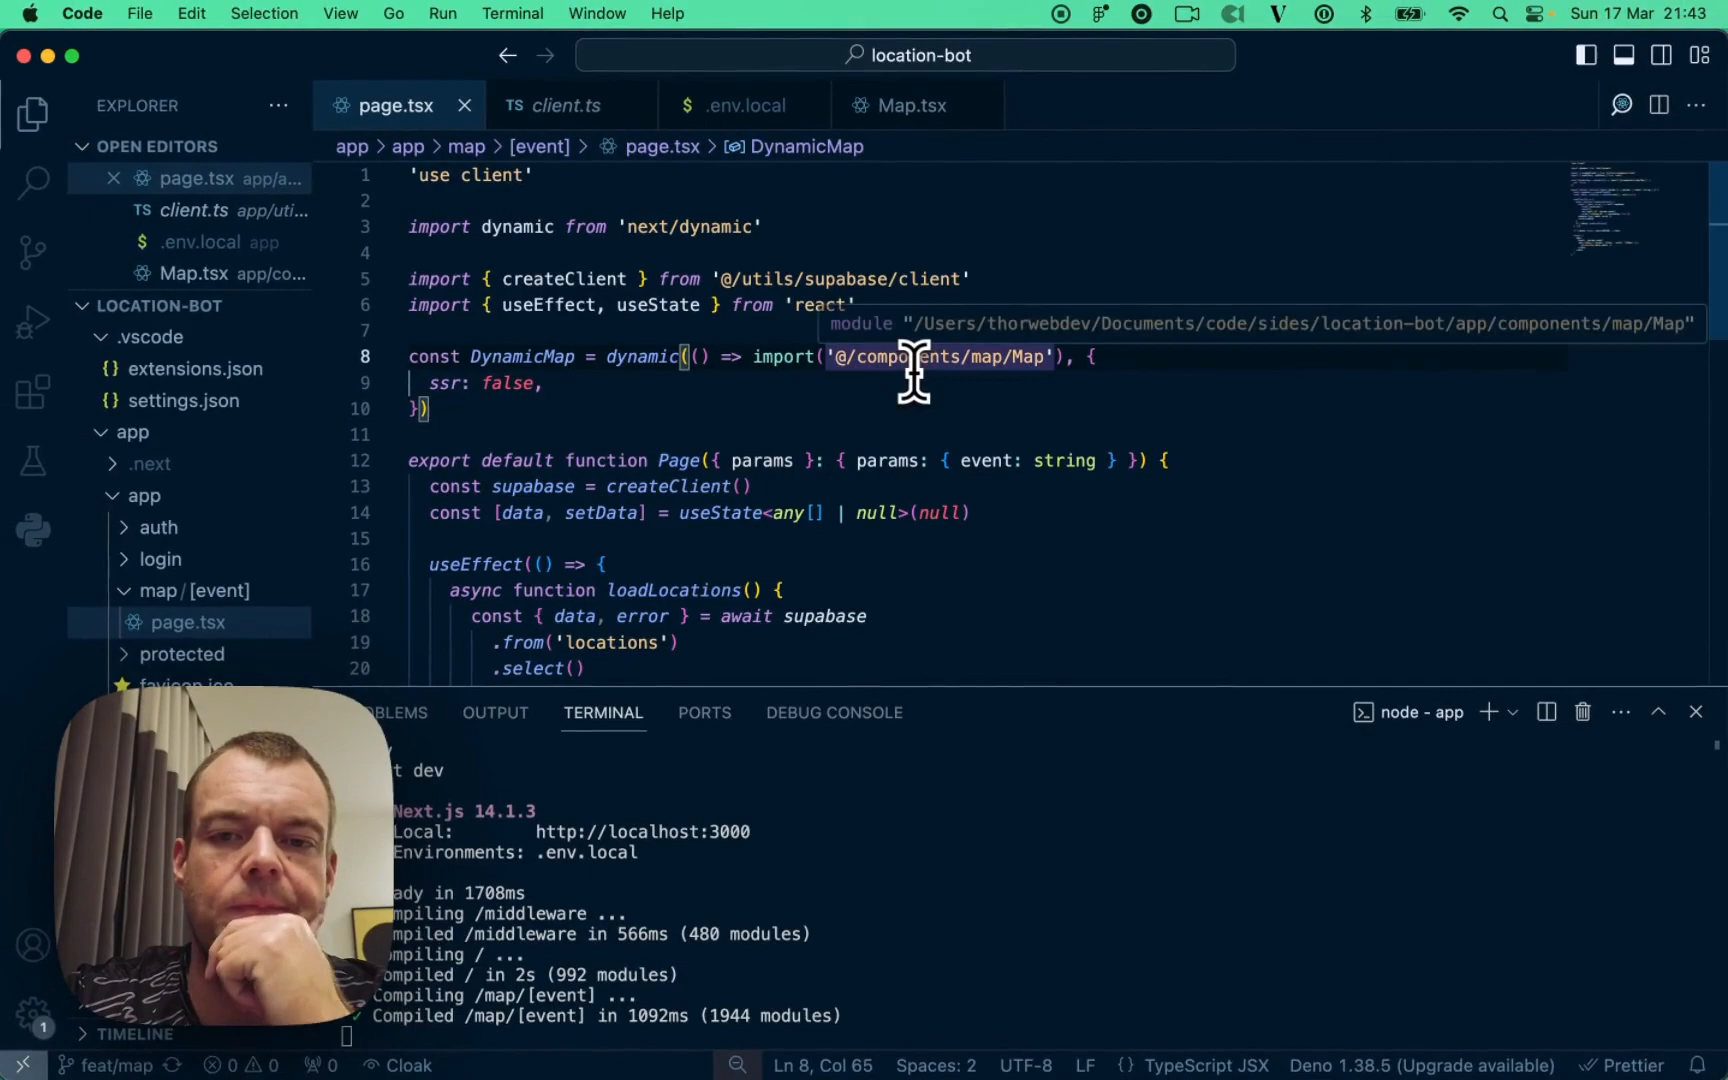 Code File Edit Selection View Go Run Terminal Window Help Sun 17 Mar 21:43
location-bot
EXPLORER
page.tsx TS client.ts $ .env.local Map.tsx
OPEN EDITORS
page.tsx app/a...
TS client.ts app/uti...
$ .env.local app
Map.tsx app/co...
LOCATION-BOT
.vscode
{} extensions.json
{} settings.json
app
.next
app
auth
login
map / [event]
page.tsx
protected
app > app > map > [event] > page.tsx > DynamicMap
1 'use client'
2
3 import dynamic from 'next/dynamic'
4
5 import { createClient } from '@/utils/supabase/client'
6 import { useEffect, useState } from 'react'
module "/Users/thorwebdev/Documents/code/sides/location-bot/app/components/map/Map"
7
8 const DynamicMap = dynamic(() => import('@/components/map/Map'), {
9 ssr: false,
10 })
11
12 export default function Page({ params }: { params: { event: string } }) {
13 const supabase = createClient()
14 const [data, setData] = useState<any[] | null>(null)
15
16 useEffect(() => {
17 async function loadLocations() {
18 const { data, error } = await supabase
19 .from('locations')
20 .select()
OBLEMS OUTPUT TERMINAL PORTS DEBUG CONSOLE node - app
t dev
Next.js 14.1.3
Local: http://localhost:3000
Environments: .env.local
ady in 1708ms
mpiling /middleware ...
mpiled /middleware in 566ms (480 modules)
mpiling / ...
mpiled / in 2s (992 modules)
Compiling /map/[event] ...
✓ Compiled /map/[event] in 1092ms (1944 modules)
1
TIMELINE
feat/map 0 0 0 Cloak Ln 8, Col 65 Spaces: 2 UTF-8 LF {} TypeScript JSX Deno 1.38.5 (Upgrade available) Prettier